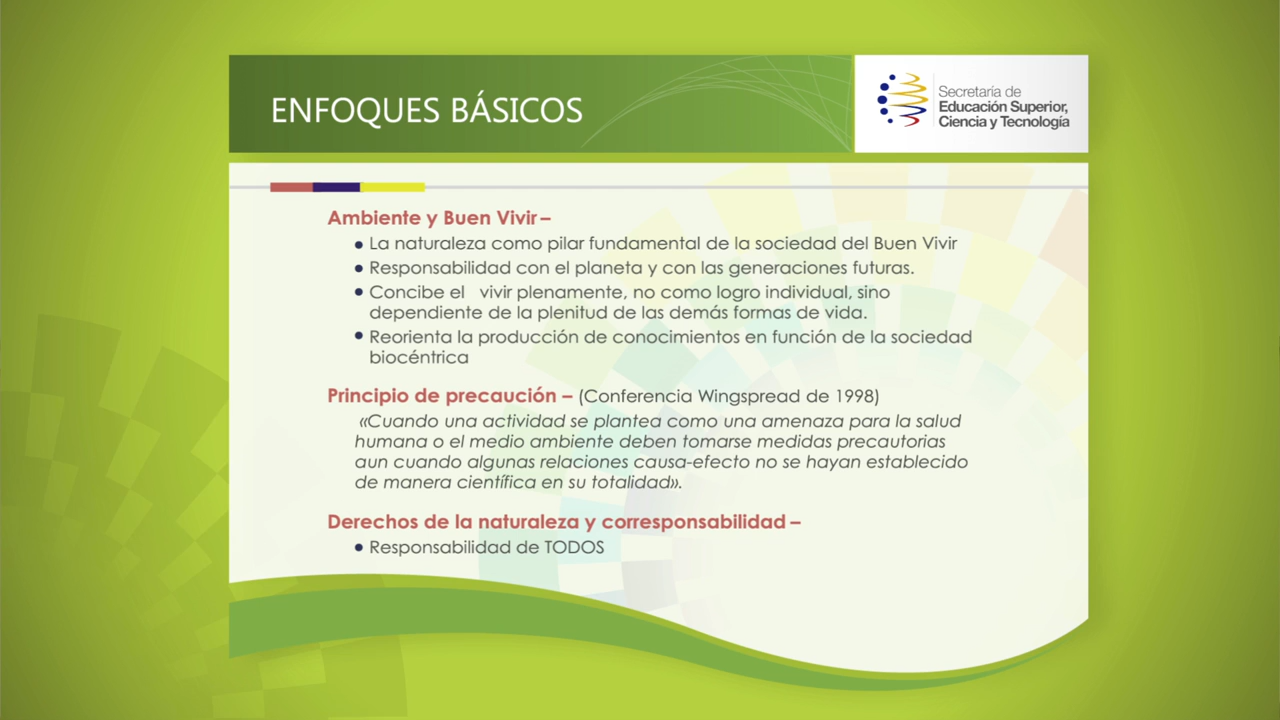 ENFOQUES BÁSICOS
Secretaría de
Educación Superior,
Ciencia y Tecnología
Ambiente y Buen Vivir –
• La naturaleza como pilar fundamental de la sociedad del Buen Vivir
• Responsabilidad con el planeta y con las generaciones futuras.
• Concibe el vivir plenamente, no como logro individual, sino
dependiente de la plenitud de las demás formas de vida.
• Reorienta la producción de conocimientos en función de la sociedad
biocéntrica
Principio de precaución – (Conferencia Wingspread de 1998)
«Cuando una actividad se plantea como una amenaza para la salud
humana o el medio ambiente deben tomarse medidas precautorias
aun cuando algunas relaciones causa-efecto no se hayan establecido
de manera científica en su totalidad».
Derechos de la naturaleza y corresponsabilidad –
• Responsabilidad de TODOS